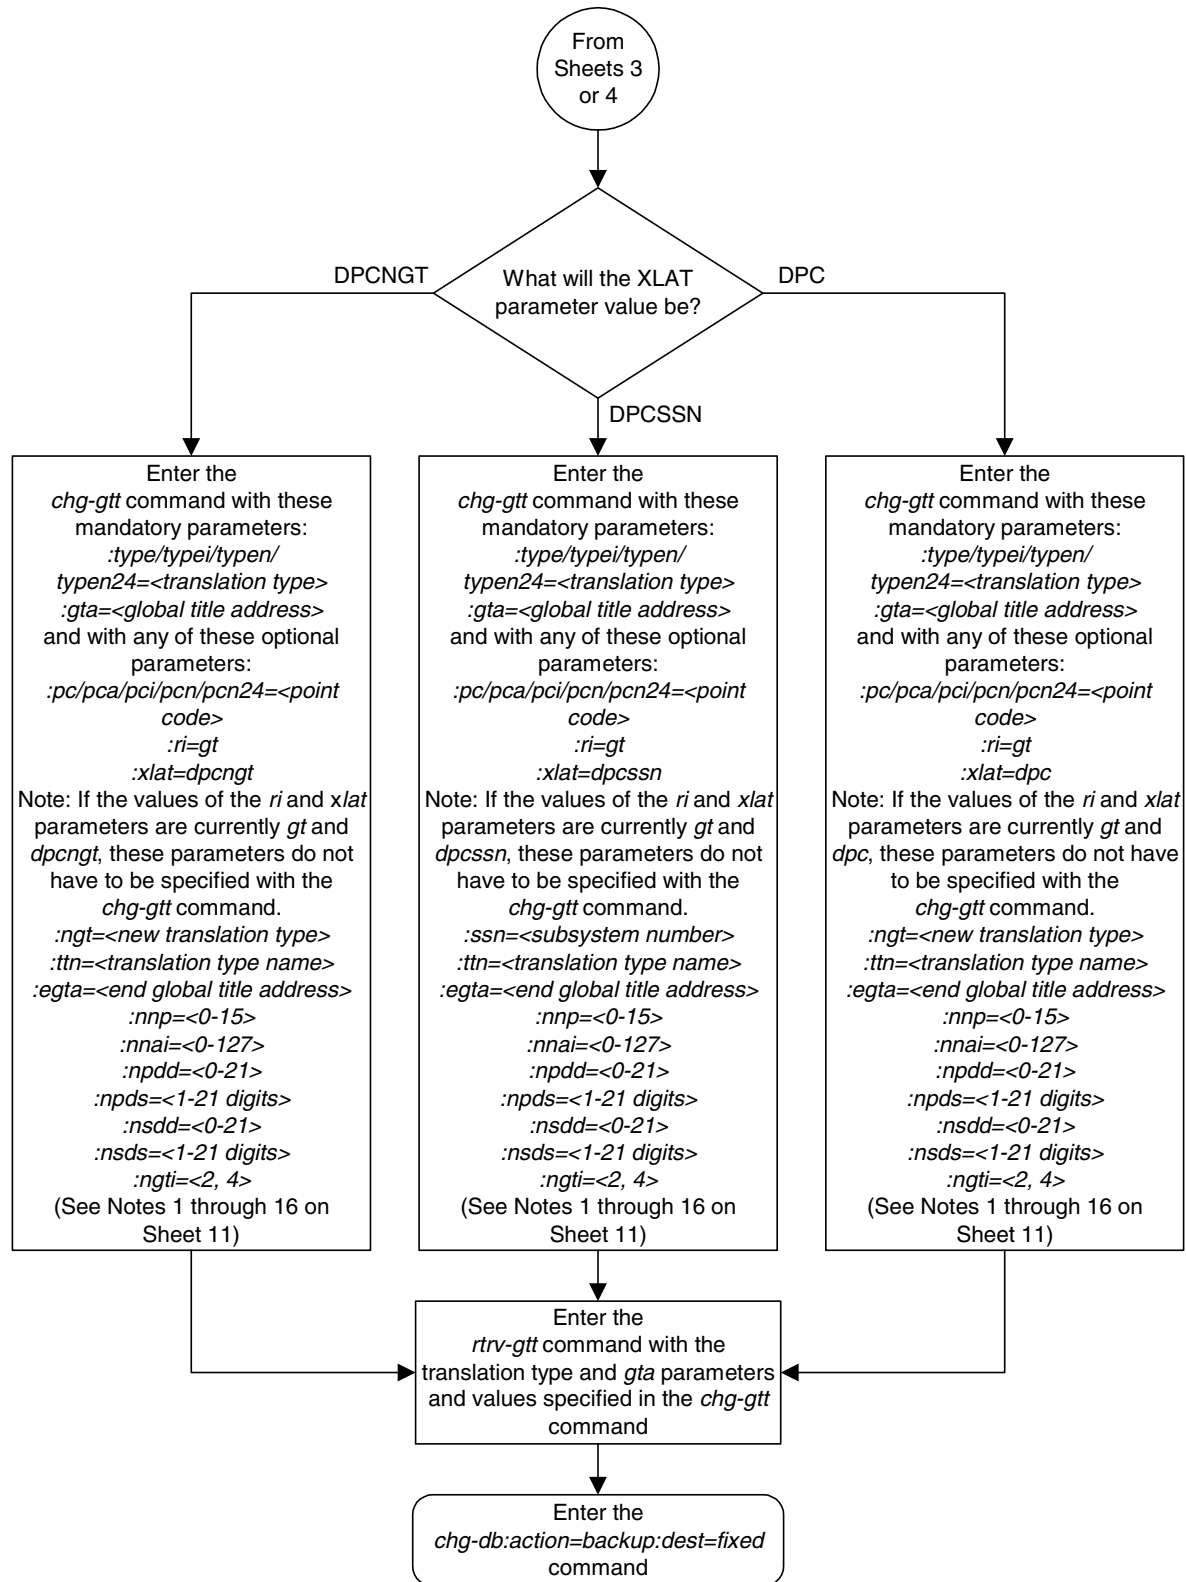 From
Sheets 3
or 4
What will the XLAT
parameter value be?
DPCNGT
DPC
DPCSSN
Enter the
chg-gtt command with these
mandatory parameters:
:type/typei/typen/
typen24=<translation type>
:gta=<global title address>
and with any of these optional
parameters:
:pc/pca/pci/pcn/pcn24=<point
code>
:ri=gt
:xlat=dpcngt
Note: If the values of the ri and xlat
parameters are currently gt and
dpcngt, these parameters do not
have to be specified with the
chg-gtt command.
:ngt=<new translation type>
:ttn=<translation type name>
:egta=<end global title address>
:nnp=<0-15>
:nnai=<0-127>
:npdd=<0-21>
:npds=<1-21 digits>
:nsdd=<0-21>
:nsds=<1-21 digits>
:ngti=<2, 4>
(See Notes 1 through 16 on
Sheet 11)
Enter the
chg-gtt command with these
mandatory parameters:
:type/typei/typen/
typen24=<translation type>
:gta=<global title address>
and with any of these optional
parameters:
:pc/pca/pci/pcn/pcn24=<point
code>
:ri=gt
:xlat=dpcssn
Note: If the values of the ri and xlat
parameters are currently gt and
dpcssn, these parameters do not
have to be specified with the
chg-gtt command.
:ssn=<subsystem number>
:ttn=<translation type name>
:egta=<end global title address>
:nnp=<0-15>
:nnai=<0-127>
:npdd=<0-21>
:npds=<1-21 digits>
:nsdd=<0-21>
:nsds=<1-21 digits>
:ngti=<2, 4>
(See Notes 1 through 16 on
Sheet 11)
Enter the
chg-gtt command with these
mandatory parameters:
:type/typei/typen/
typen24=<translation type>
:gta=<global title address>
and with any of these optional
parameters:
:pc/pca/pci/pcn/pcn24=<point
code>
:ri=gt
:xlat=dpc
Note: If the values of the ri and xlat
parameters are currently gt and
dpc, these parameters do not have
to be specified with the
chg-gtt command.
:ngt=<new translation type>
:ttn=<translation type name>
:egta=<end global title address>
:nnp=<0-15>
:nnai=<0-127>
:npdd=<0-21>
:npds=<1-21 digits>
:nsdd=<0-21>
:nsds=<1-21 digits>
:ngti=<2, 4>
(See Notes 1 through 16 on
Sheet 11)
Enter the
rtrv-gtt command with the
translation type and gta parameters
and values specified in the chg-gtt
command
Enter the
chg-db:action=backup:dest=fixed
command